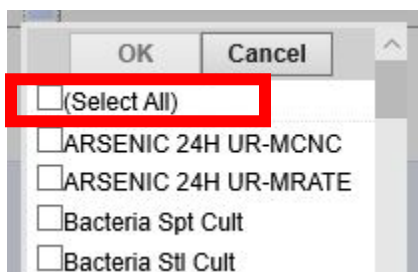 OK Cancel
(Select All)
ARSENIC 24H UR-MCNC
ARSENIC 24H UR-MRATE
Bacteria Spt Cult
Bacteria Stl Cult